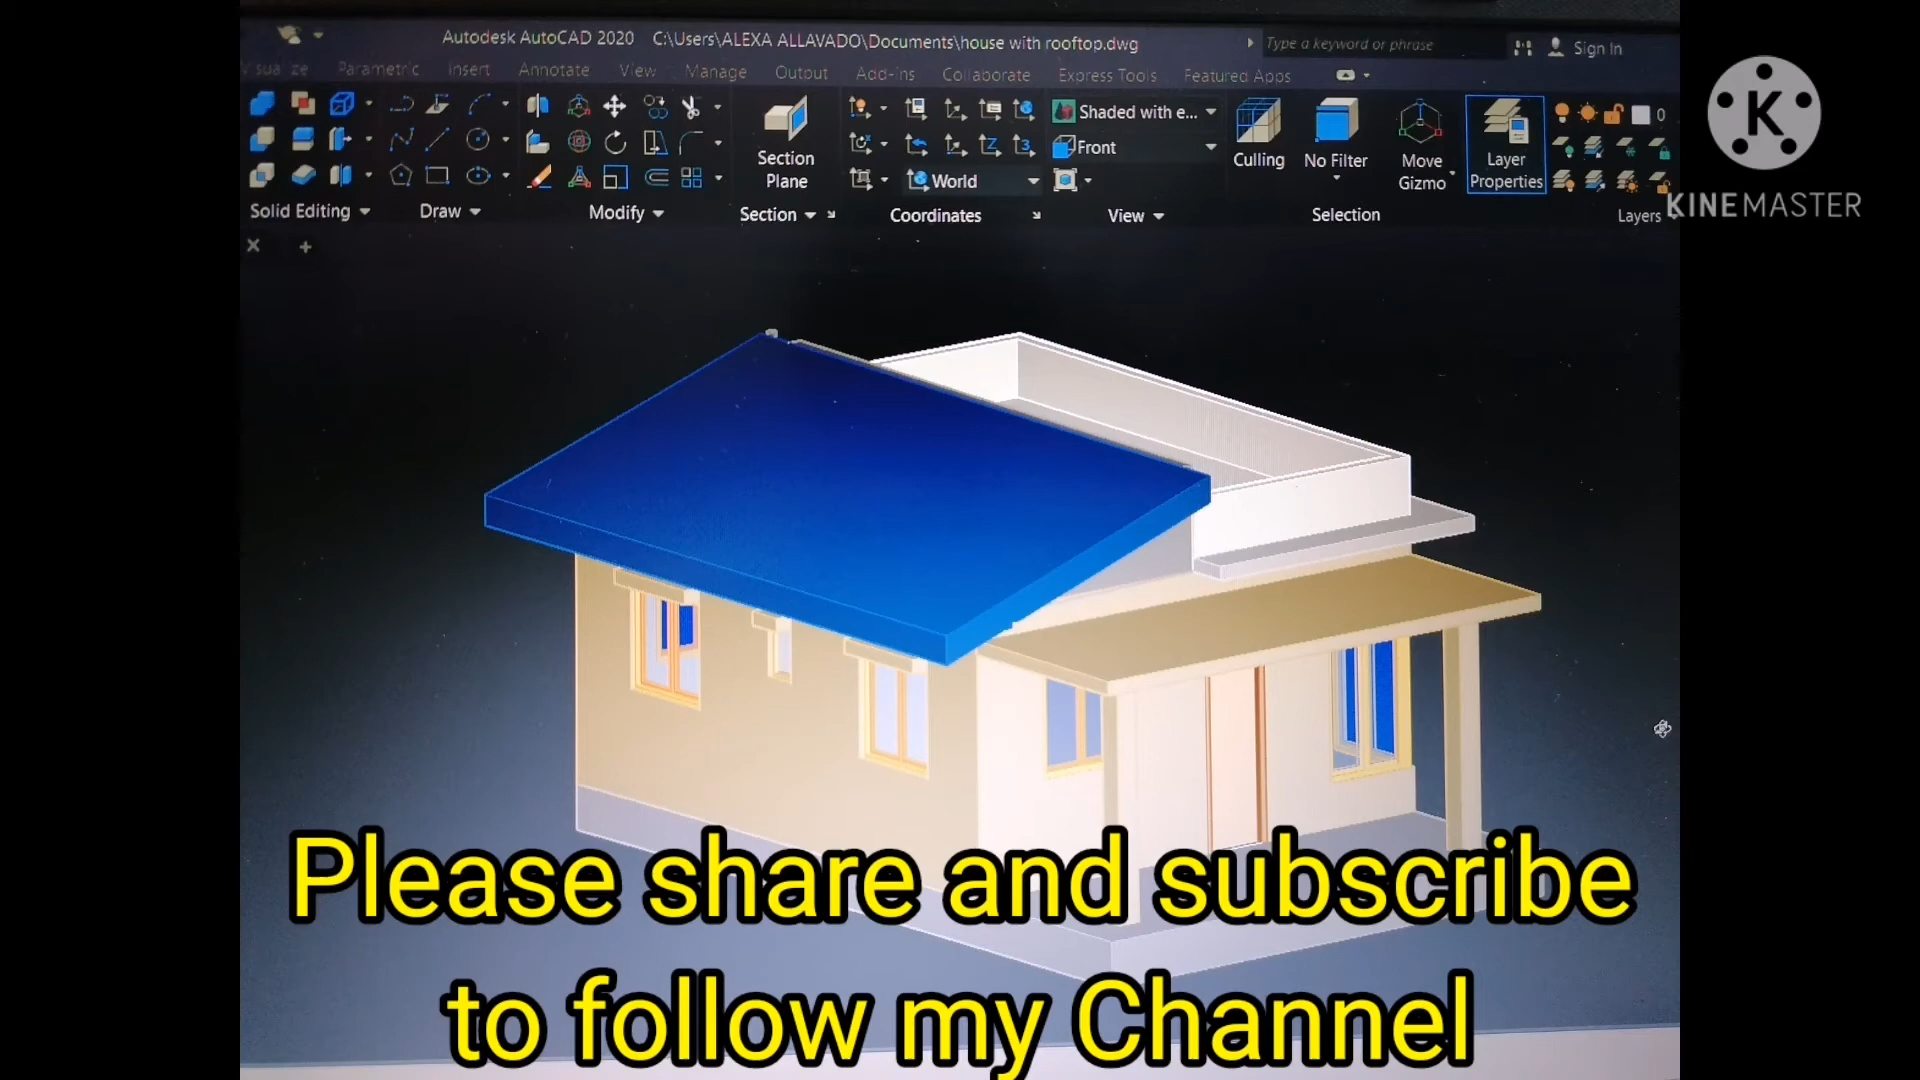 Autodesk AutoCAD 2020 C:\Users\ALEXA ALLAVADO\Documents\house with rooftop.dwg
Type a keyword or phrase
Sign In
Parametric Insert Annotate View Manage Output Add-ins Collaborate Express Tools Featured Apps
Shaded with e...
Front
World
Section
Plane
Culling
No Filter
Move
Gizmo
Layer
Properties
0
Solid Editing
Draw
Modify
Section
Coordinates
View
Selection
Layers
K
KINEMASTER
Please share and subscribe
to follow my Channel